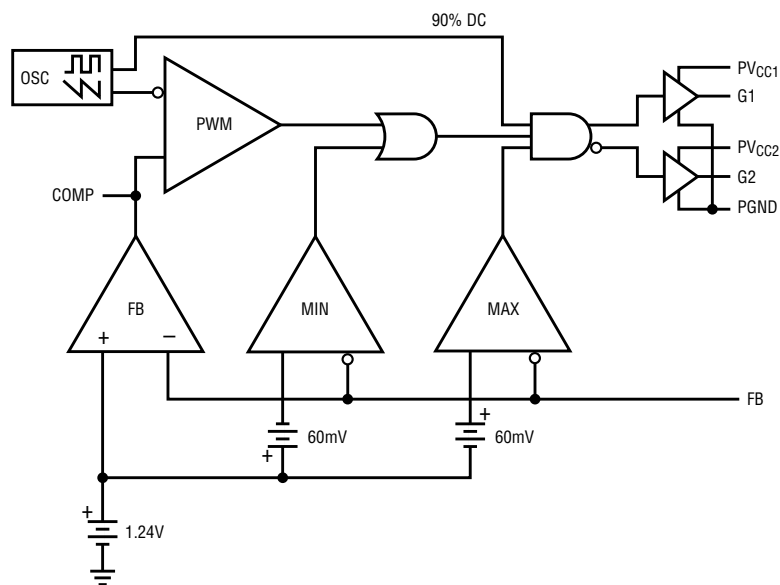 90% DC
OSC
PWM
PVCC1
G1
PVCC2
G2
PGND
COMP
FB
+ −
MIN
MAX
FB
+
60mV
+
60mV
+
1.24V